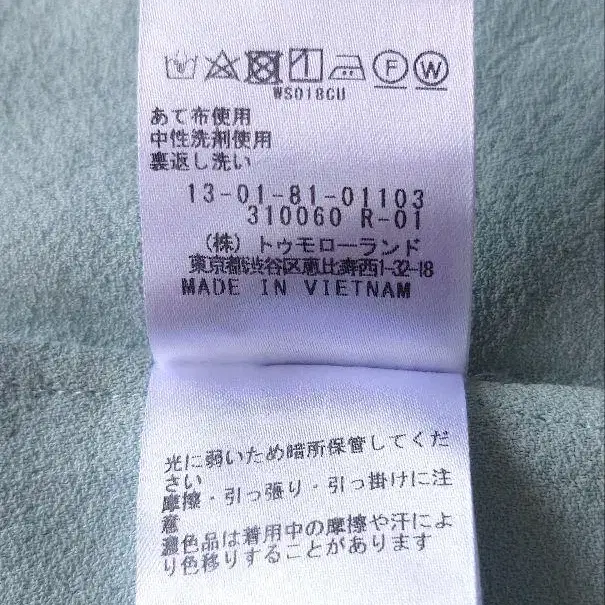 F W
WS018CU
あて布使用
中性洗剤使用
裏返し洗い
13-01-81-01103
310060 R-01
(株) トゥモローランド
東京都渋谷区恵比寿西1-32-18
MADE IN VIETNAM
光に弱いため暗所保管してくだ
さい
摩擦・引っ張り・引っ掛けに注
意
濃色品は着用中の摩擦や汗によ
り色移りすることがあります